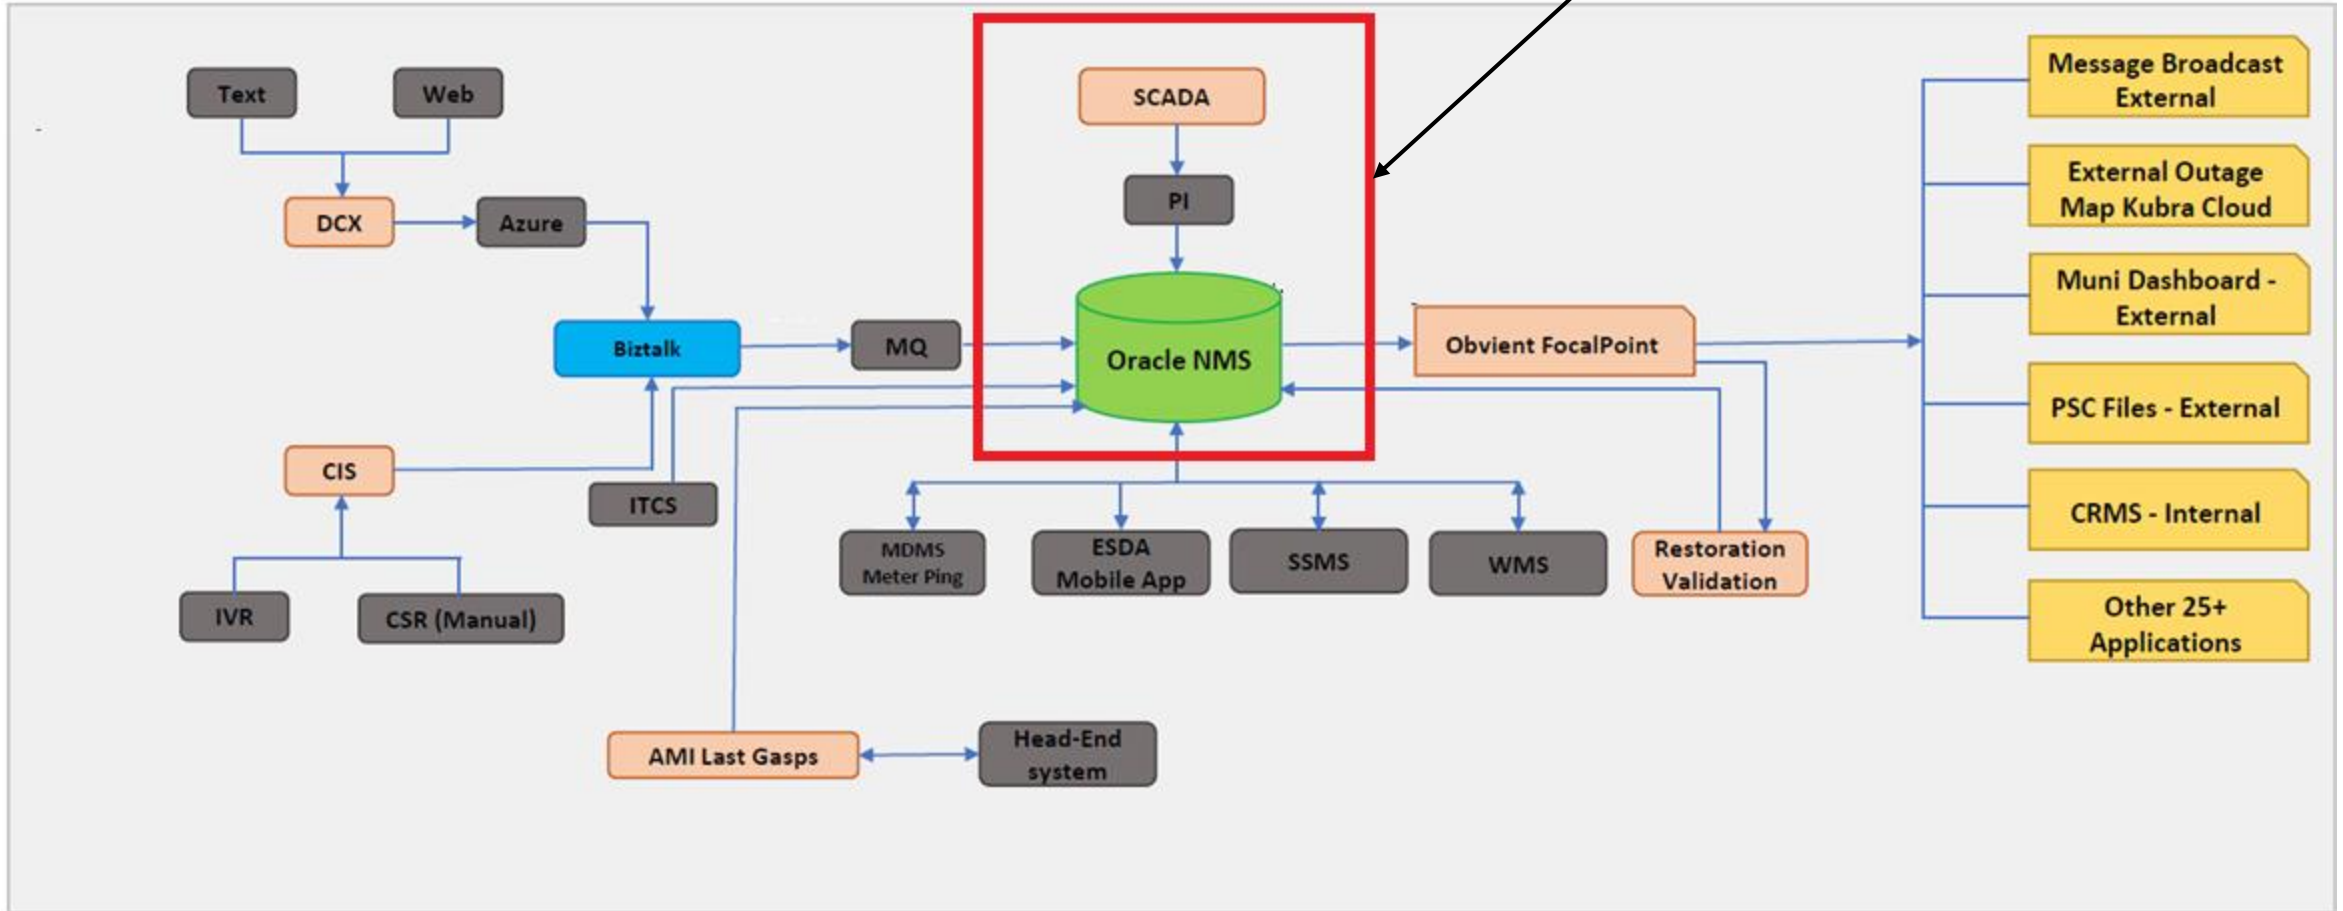 Text
Web
DCX
Azure
Biztalk
MQ
CIS
ITCS
IVR
CSR (Manual)
AMI Last Gasps
Head-End
system
SCADA
PI
Oracle NMS
MDMS
Meter Ping
ESDA
Mobile App
SSMS
WMS
Obvient FocalPoint
Restoration
Validation
Message Broadcast
External
External Outage
Map Kubra Cloud
Muni Dashboard -
External
PSC Files - External
CRMS - Internal
Other 25+
Applications